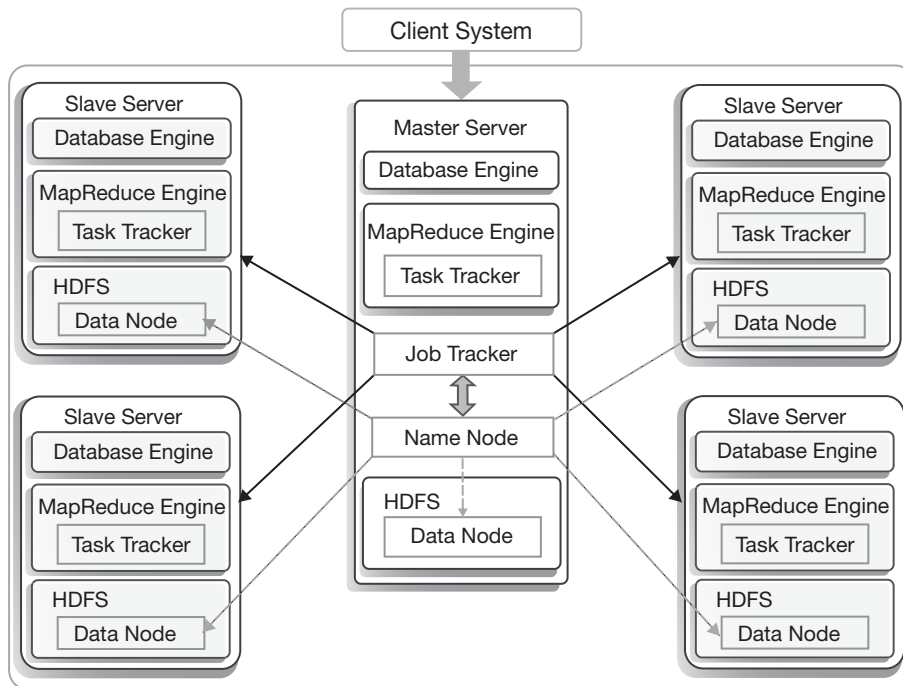 Client System
Slave Server
Database Engine
MapReduce Engine
Task Tracker
HDFS
Data Node
Master Server
Database Engine
MapReduce Engine
Task Tracker
Job Tracker
Name Node
HDFS
Data Node
Slave Server
Database Engine
MapReduce Engine
Task Tracker
HDFS
Data Node
Slave Server
Database Engine
MapReduce Engine
Task Tracker
HDFS
Data Node
Slave Server
Database Engine
MapReduce Engine
Task Tracker
HDFS
Data Node